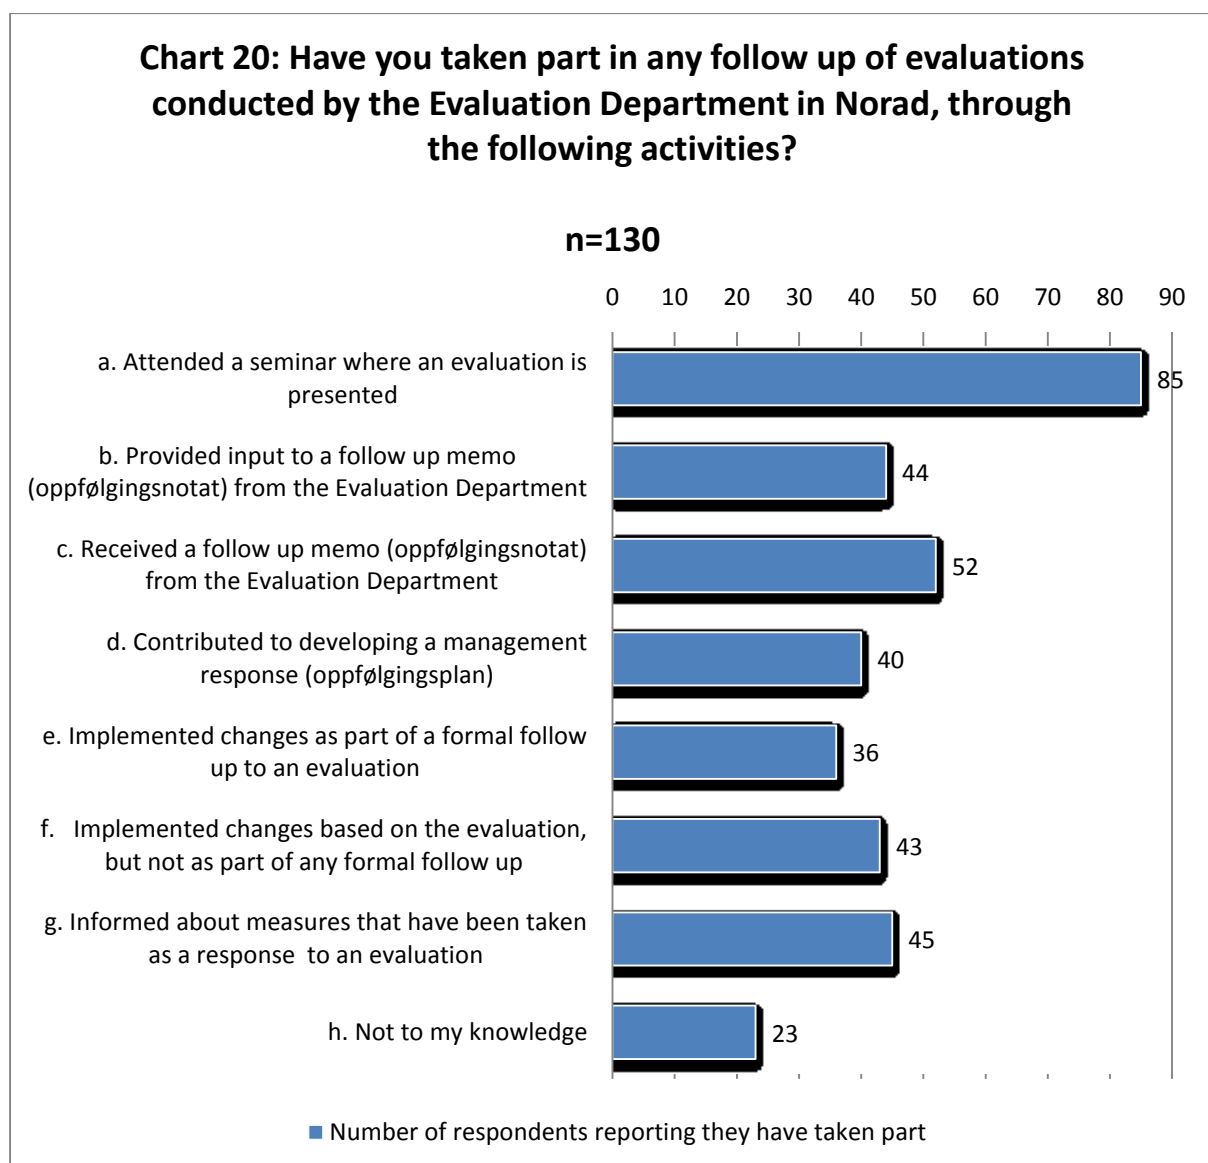 Chart 20: Have you taken part in any follow up of evaluations
conducted by the Evaluation Department in Norad, through
the following activities?
n=130
0 10 20 30 40 50 60 70 80 90
a. Attended a seminar where an evaluation is
presented
85
b. Provided input to a follow up memo
(oppfølgingsnotat) from the Evaluation Department
44
c. Received a follow up memo (oppfølgingsnotat)
from the Evaluation Department
52
d. Contributed to developing a management
response (oppfølgingsplan)
40
e. Implemented changes as part of a formal follow
up to an evaluation
36
f. Implemented changes based on the evaluation,
but not as part of any formal follow up
43
g. Informed about measures that have been taken
as a response to an evaluation
45
h. Not to my knowledge
23
Number of respondents reporting they have taken part